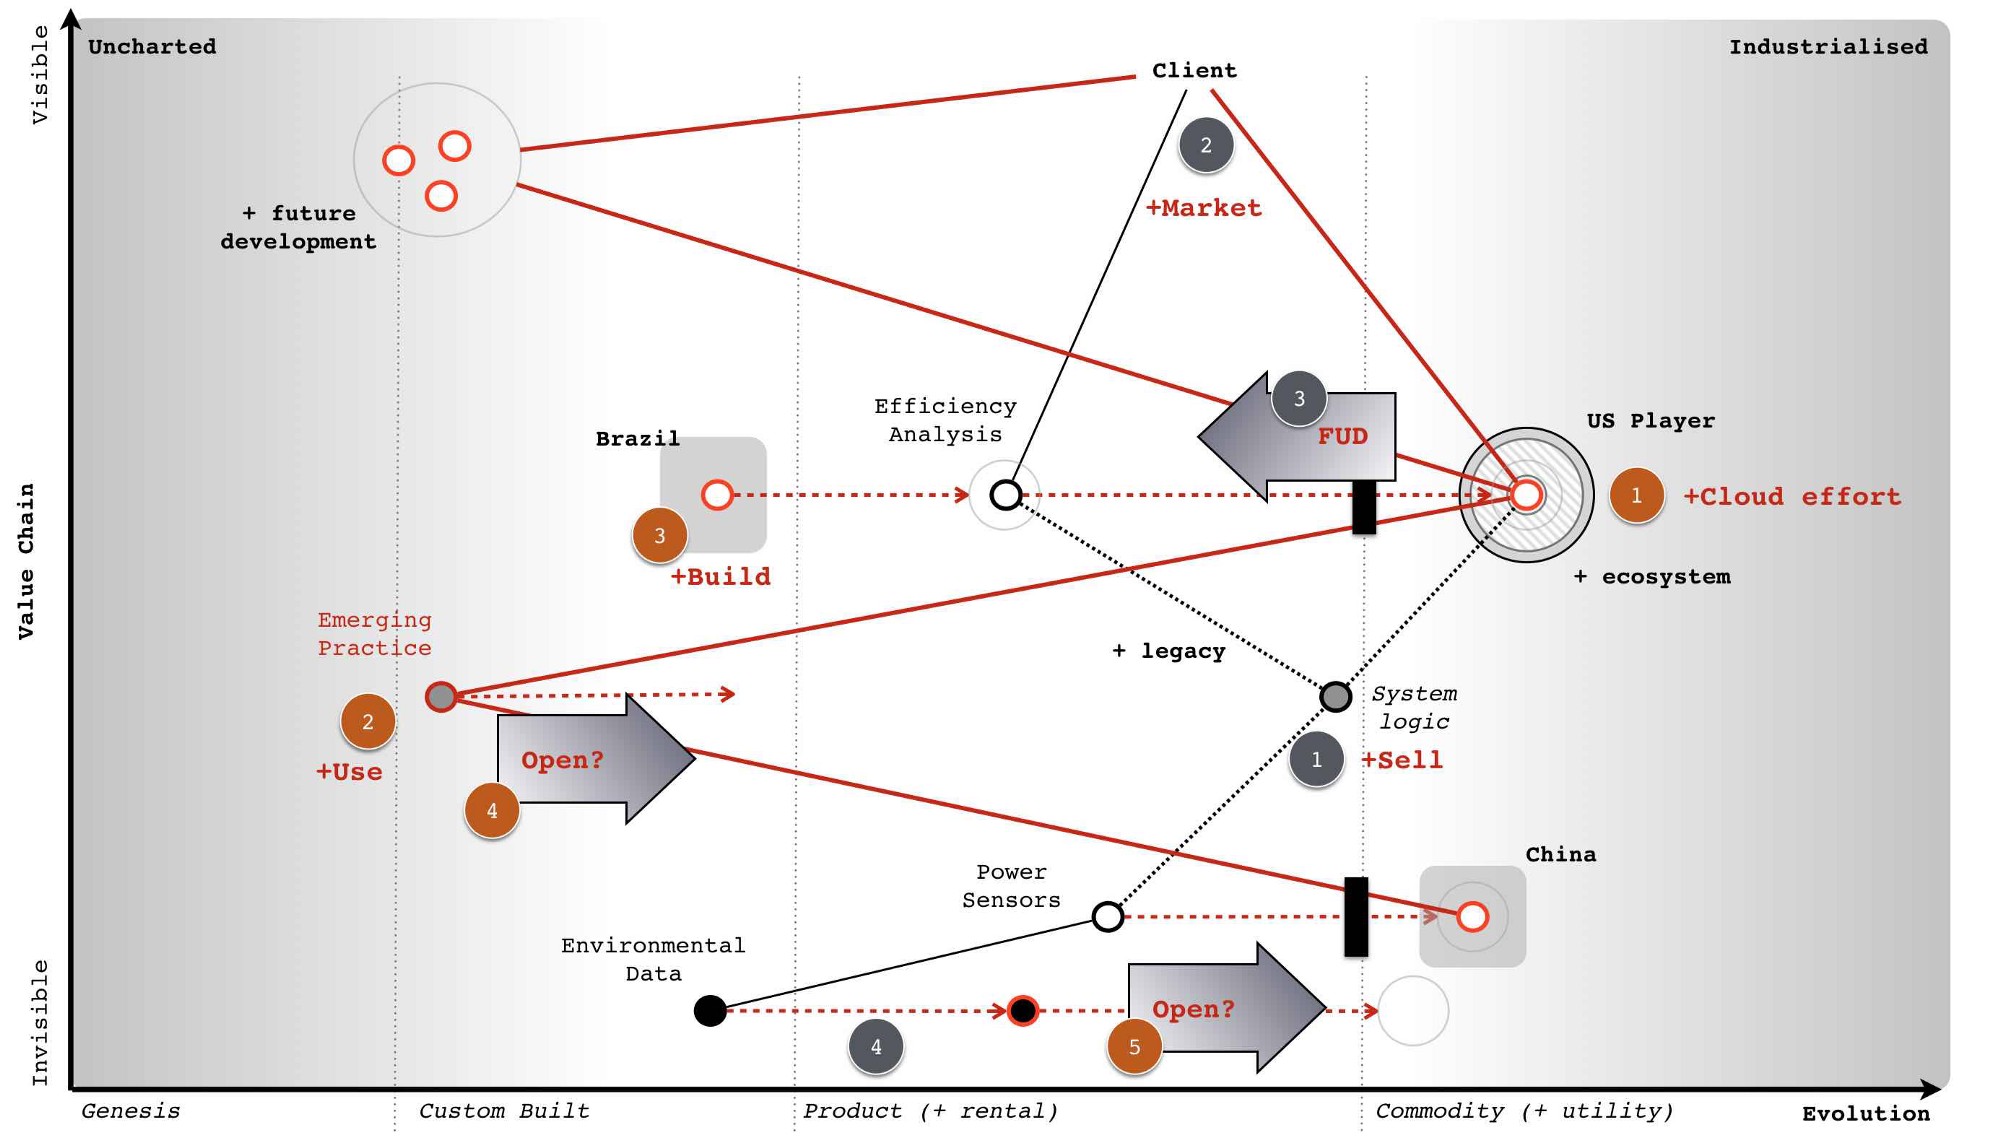 Uncharted
Industrialised
Visible
Client
2
+Market
+ future
development
3
FUD
Efficiency
Analysis
US Player
Brazil
1
+Cloud effort
3
+Build
+ ecosystem
Value Chain
Emerging
Practice
+ legacy
System
logic
2
+Use
Open?
4
1
+Sell
China
Power
Sensors
Environmental
Data
Open?
4
5
Invisible
Genesis
Custom Built
Product (+ rental)
Commodity (+ utility)
Evolution